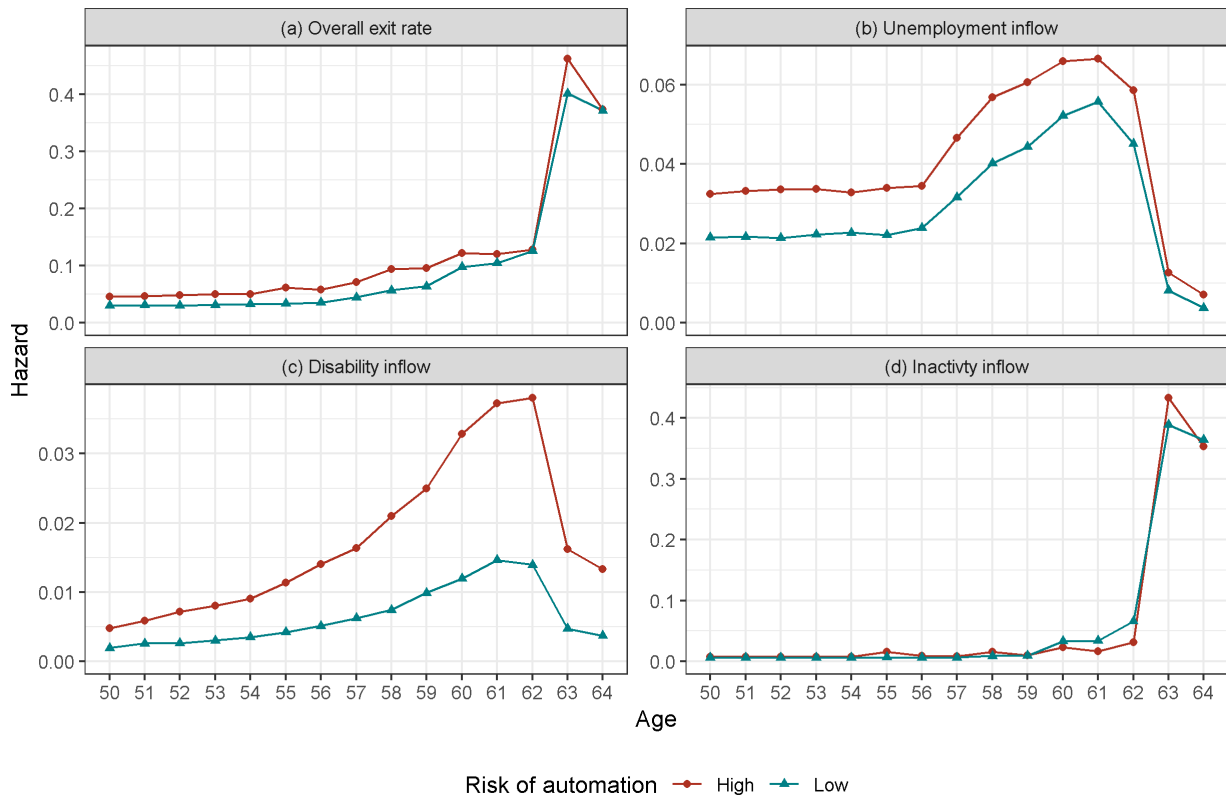 (a) Overall exit rate
(b) Unemployment inflow
0.4
0.3
0.2
0.1
0.0
0.06
0.04
0.02
0.00
Hazard
(c) Disability inflow
(d) Inactivty inflow
0.03
0.02
0.01
0.00
0.4
0.3
0.2
0.1
0.0
50 51 52 53 54 55 56 57 58 59 60 61 62 63 64
50 51 52 53 54 55 56 57 58 59 60 61 62 63 64
Age
Risk of automation High Low